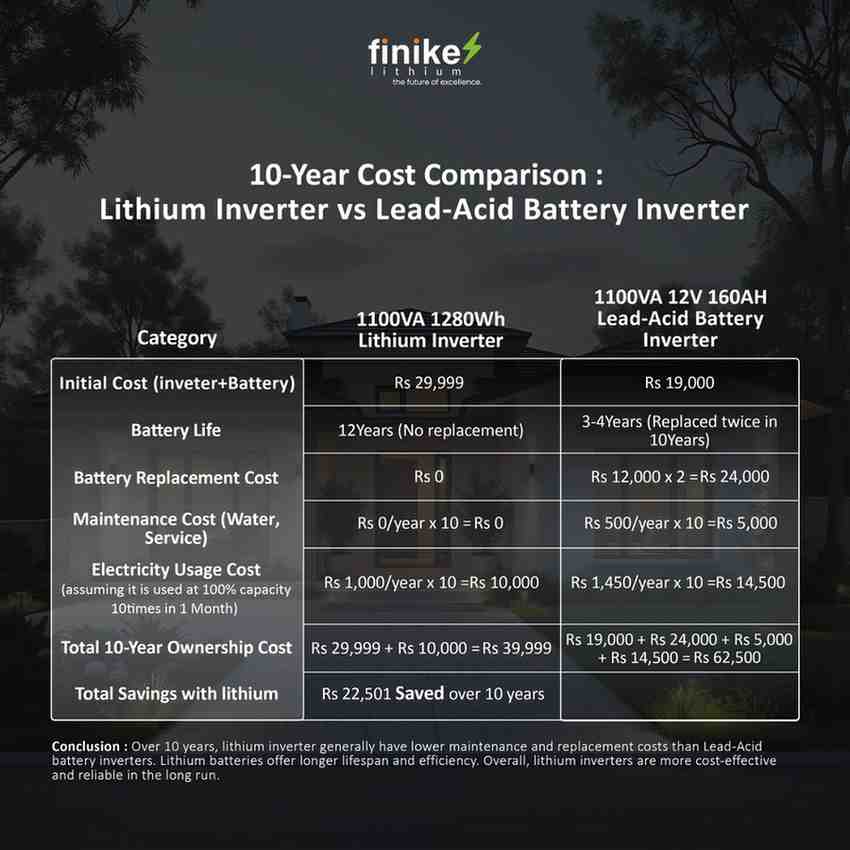 finike
lithium
the future of excellence.
10-Year Cost Comparison :
Lithium Inverter vs Lead-Acid Battery Inverter
Category
1100VA 1280Wh
Lithium Inverter
1100VA 12V 160AH
Lead-Acid Battery
Inverter
Initial Cost (inveter+Battery)
Rs 29,999
Rs 19,000
Battery Life
12Years (No replacement)
3-4Years (Replaced twice in
10Years)
Battery Replacement Cost
Rs 0
Rs 12,000 x 2 =Rs 24,000
Maintenance Cost (Water,
Service)
Rs 0/year x 10 = Rs 0
Rs 500/year x 10 =Rs 5,000
Electricity Usage Cost
(assuming it is used at 100% capacity
10times in 1 Month)
Rs 1,000/year x 10 =Rs 10,000
Rs 1,450/year x 10 =Rs 14,500
Total 10-Year Ownership Cost
Rs 29,999 + Rs 10,000 = Rs 39,999
Rs 19,000 + Rs 24,000 + Rs 5,000
+ Rs 14,500 = Rs 62,500
Total Savings with lithium
Rs 22,501 Saved over 10 years
Conclusion : Over 10 years, lithium inverter generally have lower maintenance and replacement costs than Lead-Acid
battery inverters. Lithium batteries offer longer lifespan and efficiency. Overall, lithium inverters are more cost-effective
and reliable in the long run.